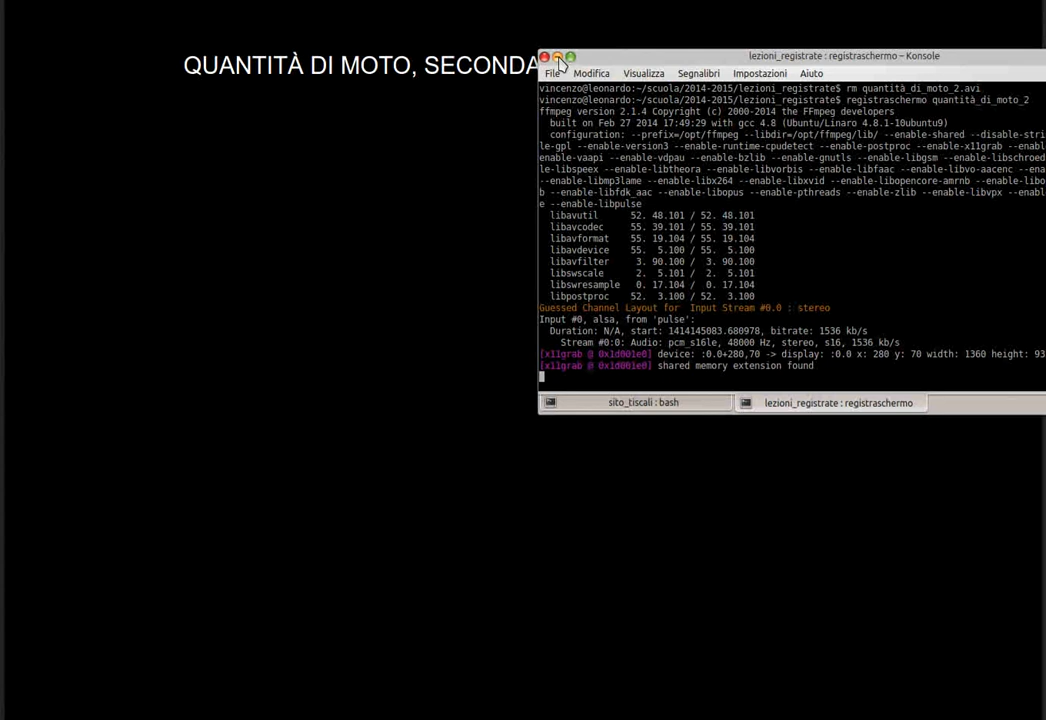 QUANTITÀ DI MOTO, SECONDA
lezioni_registrate : registraschermo – Konsole
File Modifica Visualizza Segnalibri Impostazioni Aiuto
vincenzo@leonardo:~/scuola/2014-2015/lezioni_registrate$ rm quantità_di_moto_2.avi
vincenzo@leonardo:~/scuola/2014-2015/lezioni_registrate$ registraschermo quantità_di_moto_2
ffmpeg version 2.1.4 Copyright (c) 2000-2014 the FFmpeg developers
built on Feb 27 2014 17:49:29 with gcc 4.8 (Ubuntu/Linaro 4.8.1-10ubuntu9)
configuration: --prefix=/opt/ffmpeg --libdir=/opt/ffmpeg/lib/ --enable-shared --disable-stri
le-gpl --enable-version3 --enable-runtime-cpudetect --enable-postproc --enable-x11grab --enabl
enable-vaapi --enable-vdpau --enable-bzlib --enable-gnutls --enable-libgsm --enable-libschroed
le-libspeex --enable-libtheora --enable-libvorbis --enable-libfaac --enable-libvo-aacenc --ena
--enable-libmp3lame --enable-libx264 --enable-libxvid --enable-libopencore-amrnb --enable-libo
b --enable-libfdk_aac --enable-libopus --enable-pthreads --enable-zlib --enable-libvpx --enabl
e --enable-libpulse
libavutil 52. 48.101 / 52. 48.101
libavcodec 55. 39.101 / 55. 39.101
libavformat 55. 19.104 / 55. 19.104
libavdevice 55. 5.100 / 55. 5.100
libavfilter 3. 90.100 / 3. 90.100
libswscale 2. 5.101 / 2. 5.101
libswresample 0. 17.104 / 0. 17.104
libpostproc 52. 3.100 / 52. 3.100
Guessed Channel Layout for Input Stream #0.0 : stereo
Input #0, alsa, from 'pulse':
Duration: N/A, start: 1414145083.680978, bitrate: 1536 kb/s
Stream #0:0: Audio: pcm_s16le, 48000 Hz, stereo, s16, 1536 kb/s
[x11grab @ 0x1d001e0] device: :0.0+280,70 -> display: :0.0 x: 280 y: 70 width: 1360 height: 93
[x11grab @ 0x1d001e0] shared memory extension found
sito_tiscali : bash lezioni_registrate : registraschermo